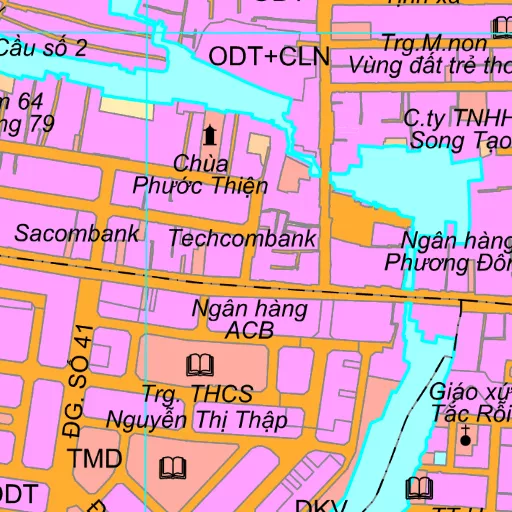 Cầu số 2
ODT+CLN
Trg.M.non
Vùng đất trẻ thơ
m 64
ng 79
C.ty TNHH
Song Tạo
Chùa
Phước Thiện
Sacombank
Techcombank
Ngân hàng
Phương Đông
Ngân hàng
ACB
ĐG. SỐ 41
Trg. THCS
Nguyễn Thị Thập
Giáo xứ
Tắc Rỗi
TMD
ODT
DKV